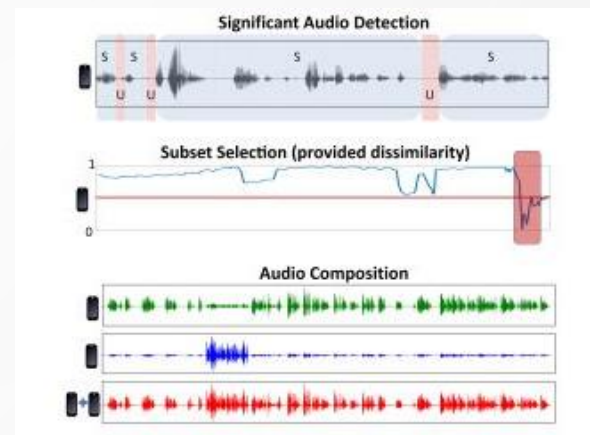 Significant Audio Detection
S S S S
U U U
1
Subset Selection (provided dissimilarity)
0
Audio Composition
+